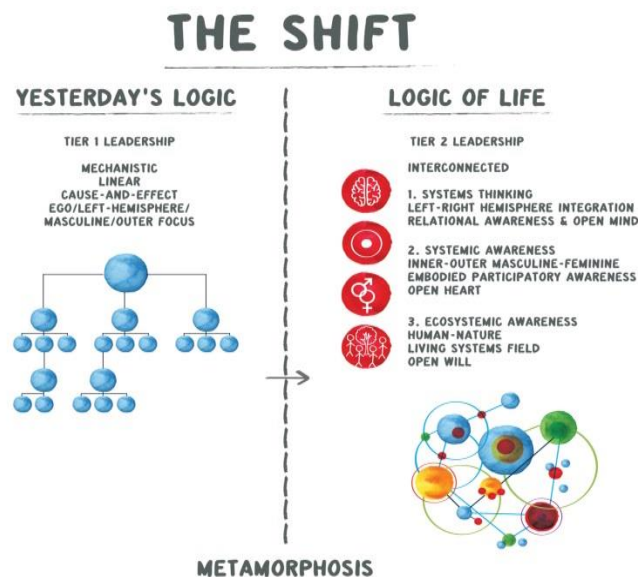 THE SHIFT
YESTERDAY'S LOGIC
TIER 1 LEADERSHIP
MECHANISTIC
LINEAR
CAUSE-AND-EFFECT
EGO/LEFT-HEMISPHERE/
MASCULINE/OUTER FOCUS
LOGIC OF LIFE
TIER 2 LEADERSHIP
INTERCONNECTED
1. SYSTEMS THINKING
LEFT-RIGHT HEMISPHERE INTEGRATION
RELATIONAL AWARENESS & OPEN MIND
2. SYSTEMIC AWARENESS
INNER-OUTER MASCULINE-FEMININE
EMBODIED PARTICIPATORY AWARENESS
OPEN HEART
3. ECOSYSTEMIC AWARENESS
HUMAN-NATURE
LIVING SYSTEMS FIELD
OPEN WILL
METAMORPHOSIS